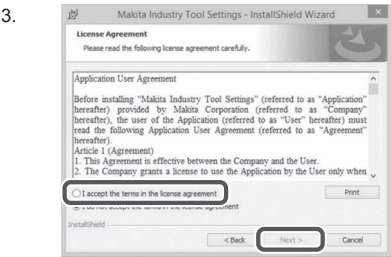 3.
Makita Industry Tool Settings - InstallShield Wizard
License Agreement
Please read the following license agreement carefully.
Application User Agreement
Before installing "Makita Industry Tool Settings" (referred to as "Application"
hereafter) provided by Makita Corporation (referred to as "Company"
hereafter), the user of the Application (referred to as "User" hereafter) must
read the following Application User Agreement (referred to as "Agreement"
hereafter).
Article 1 (Agreement)
1. This Agreement is effective between the Company and the User.
2. The Company grants a license to use the Application by the User only when
I accept the terms in the license agreement
Print
I do not accept the terms in the license agreement
InstallShield
< Back
Next >
Cancel